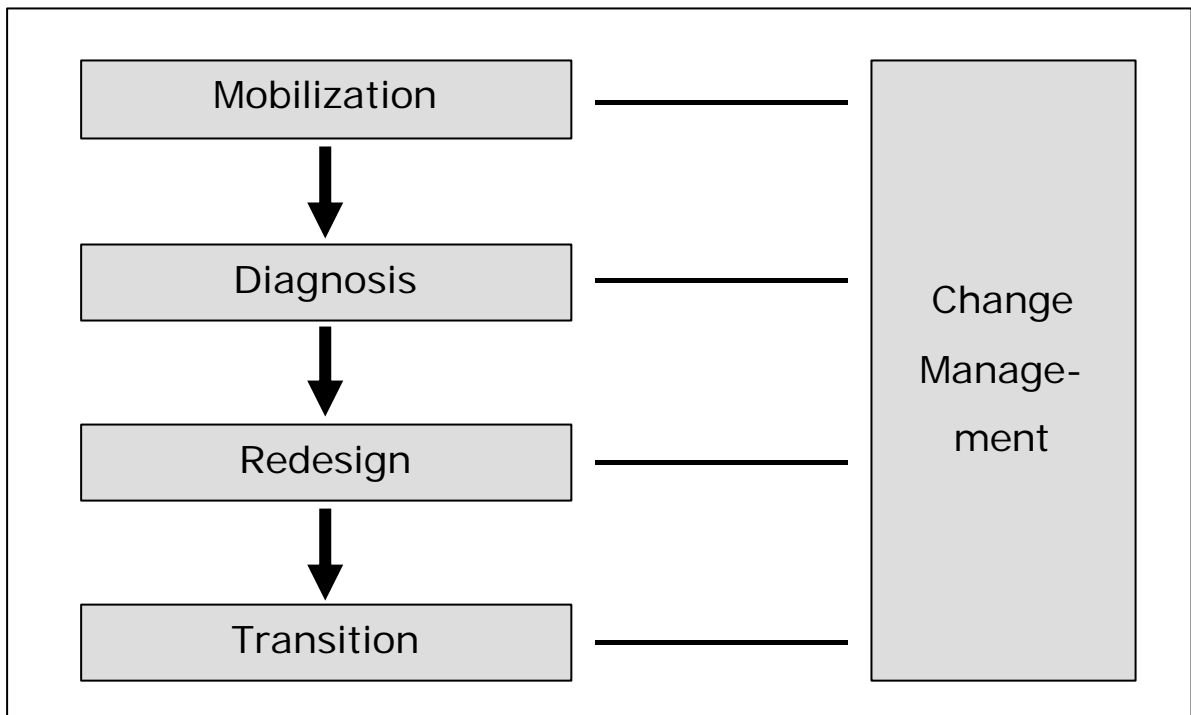 Mobilization
Diagnosis
Redesign
Transition
Change
Manage-
ment